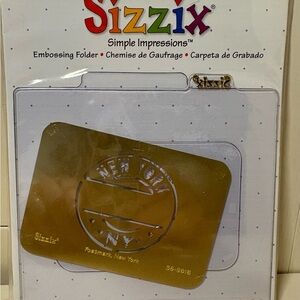 Sizzix®
Simple Impressions™
Embossing Folder • Chemise de Gaufrage • Carpeta de Grabado
sizzix
NEW YORK
NY
Sizzix®
Postmark, New York